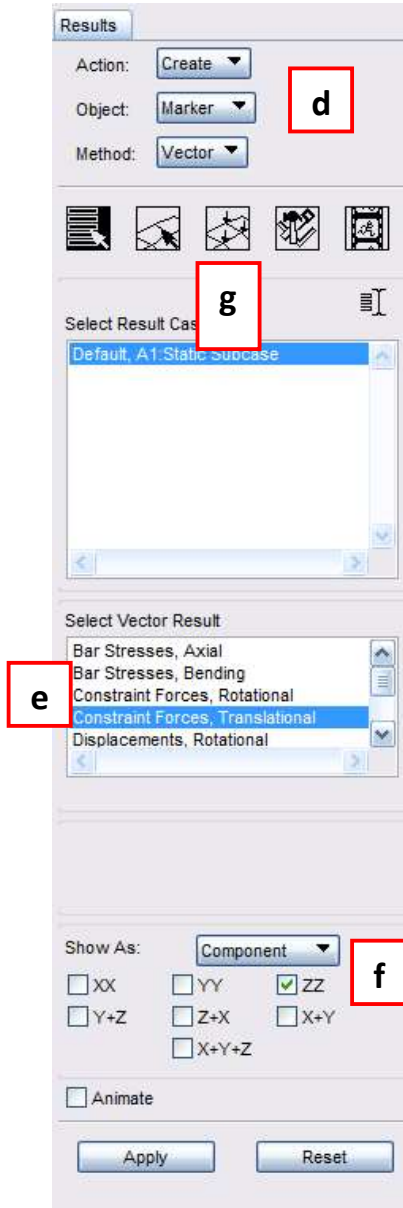 Results
Action: Create
Object: Marker
d
Method: Vector
g
Select Result Cas
Default, A1:Static Subcase
Select Vector Result
Bar Stresses, Axial
Bar Stresses, Bending
e
Constraint Forces, Rotational
Constraint Forces, Translational
Displacements, Rotational
Show As: Component
f
XX YY ZZ
Y+Z Z+X X+Y
X+Y+Z
Animate
Apply Reset